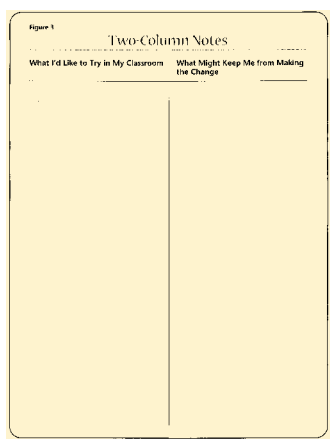 Figure 3
Two-Column Notes
What I'd Like to Try in My Classroom
What Might Keep Me from Making
the Change